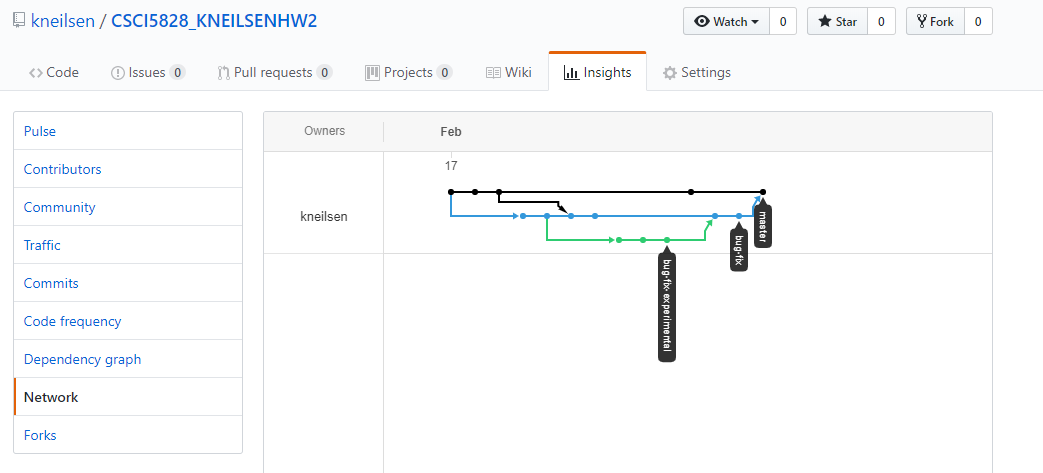 kneilsen / CSCI5828_KNEILSENHW2
Watch 0 Star 0 Fork 0
Code Issues 0 Pull requests 0 Projects 0 Wiki Insights Settings
Pulse
Contributors
Community
Traffic
Commits
Code frequency
Dependency graph
Network
Forks
Owners Feb
17
kneilsen
master
bug-fix
bug-fix-experimental